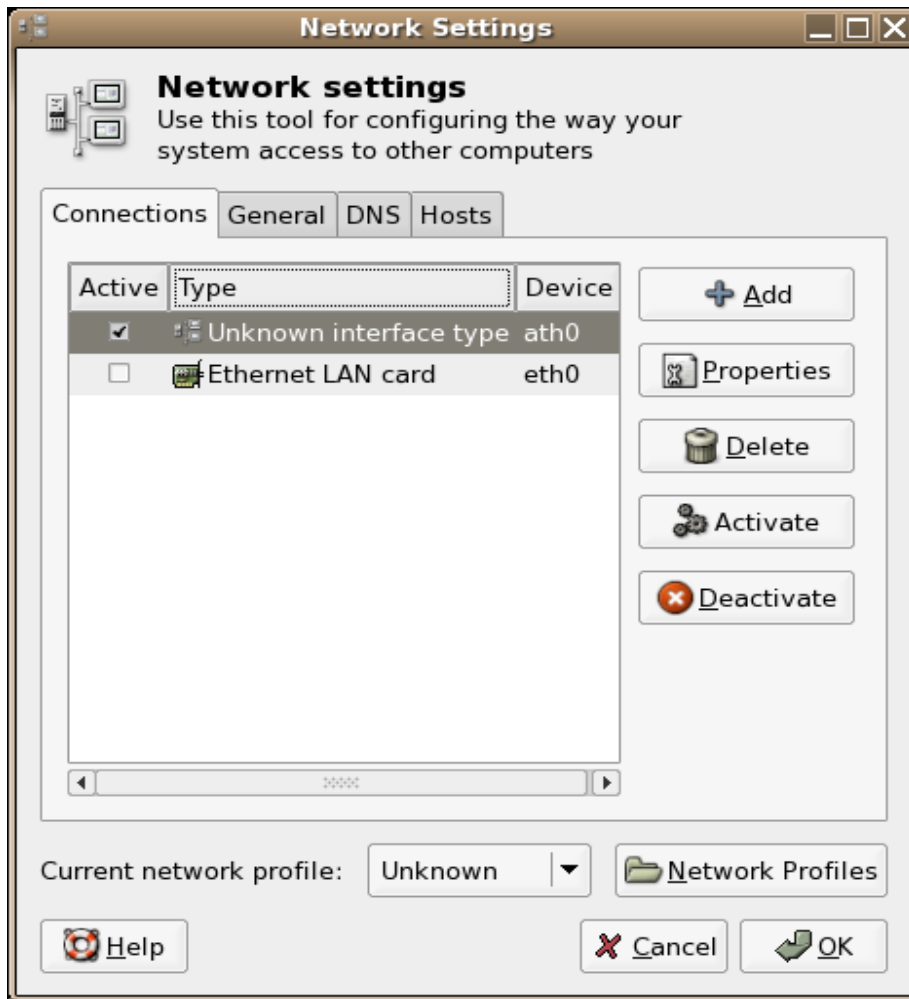 Network Settings
Network settings
Use this tool for configuring the way your
system access to other computers
Connections General DNS Hosts
Active Type Device
Unknown interface type ath0
Ethernet LAN card eth0
Add
Properties
Delete
Activate
Deactivate
Current network profile: Unknown Network Profiles
Help Cancel OK